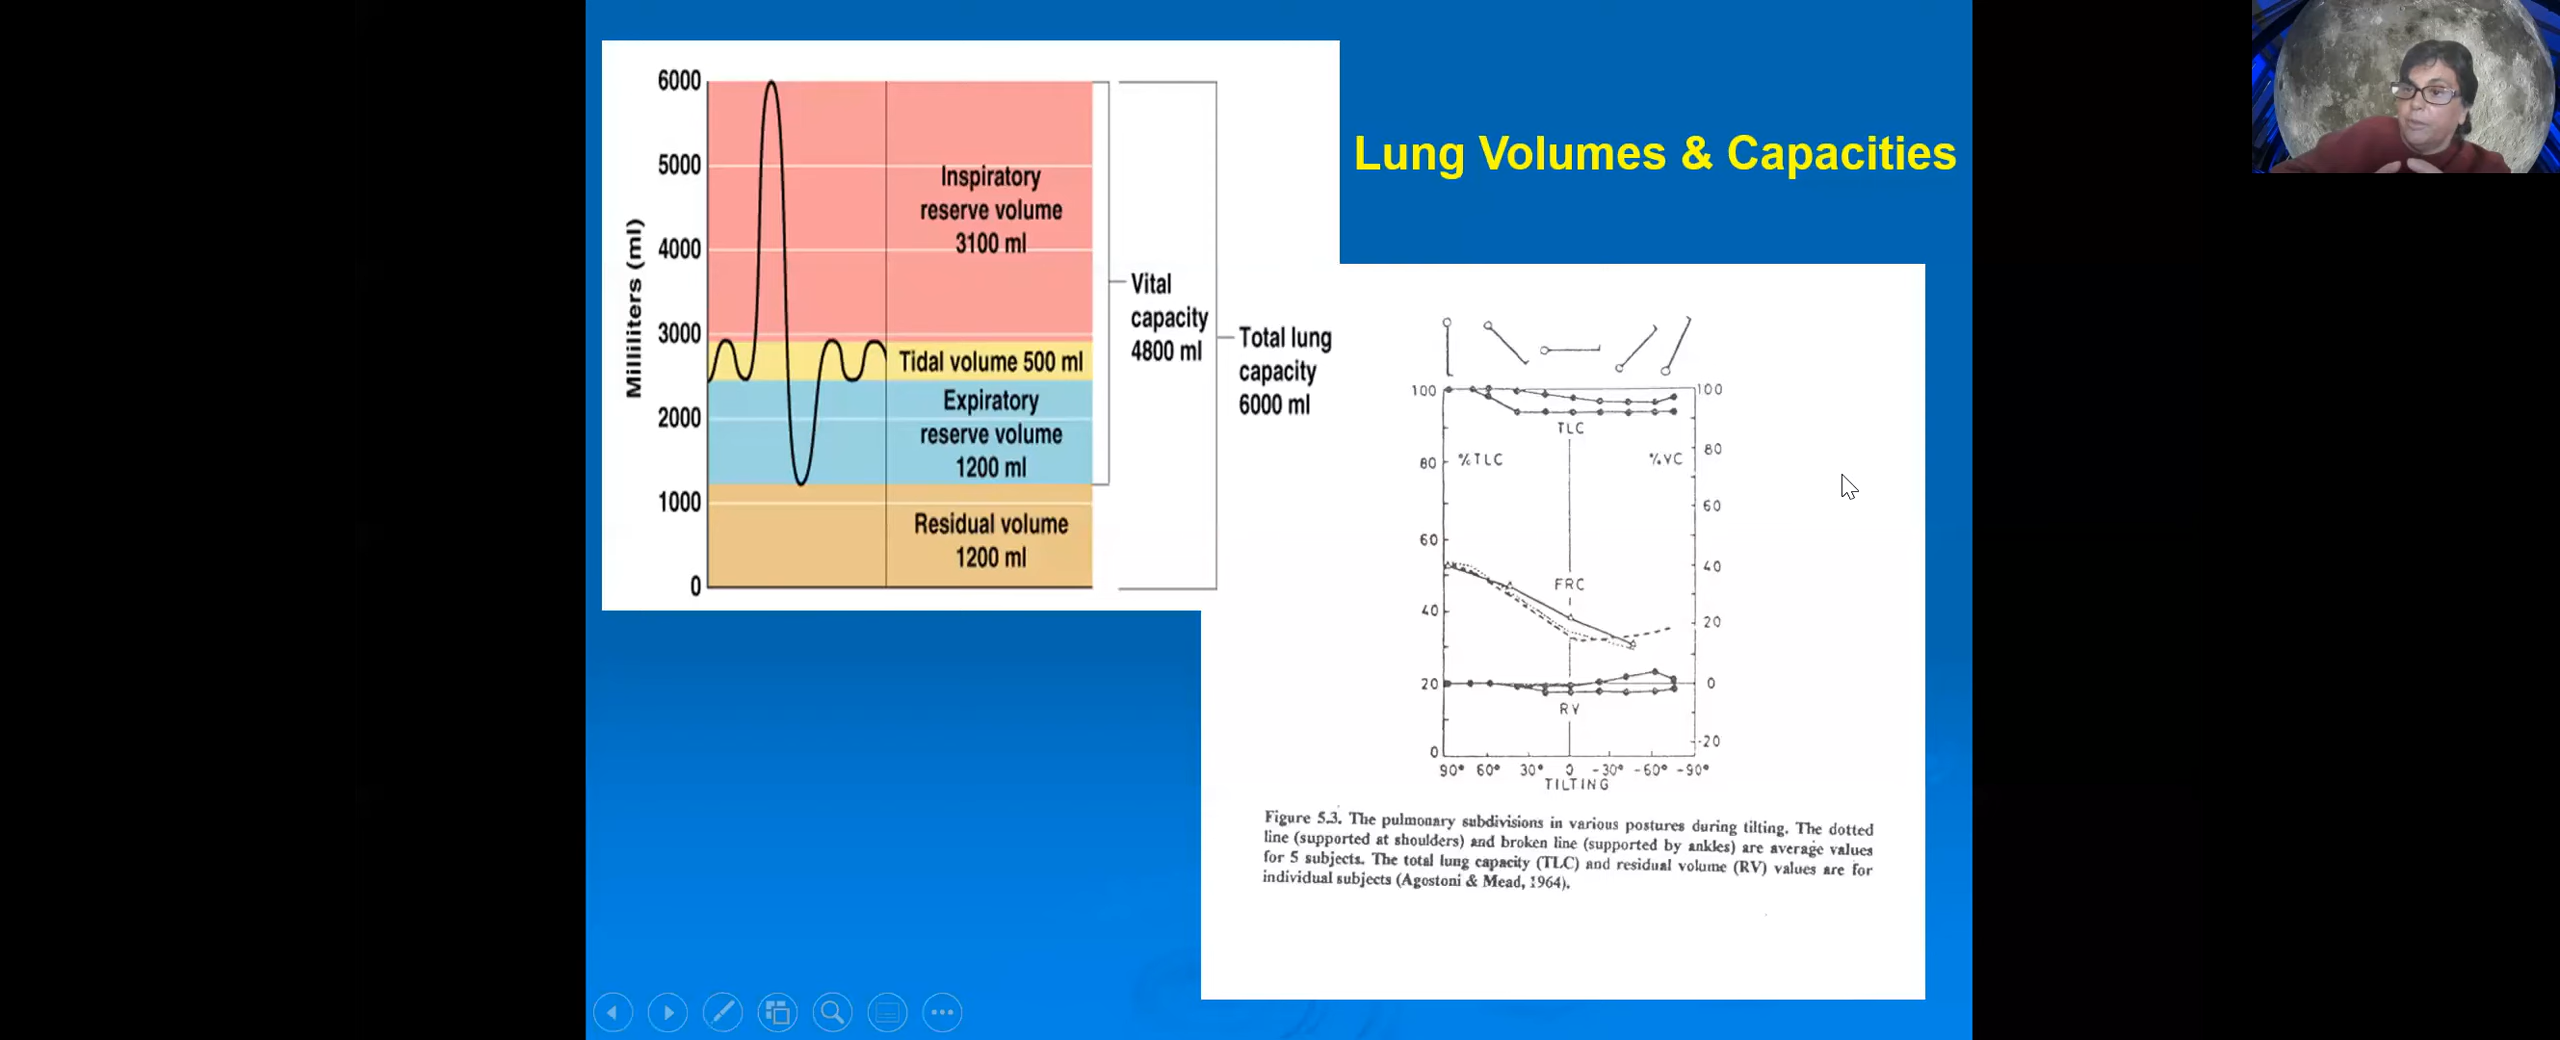 Lung Volumes & Capacities
Milliliters (ml)
6000
5000
4000
3000
2000
1000
0
Inspiratory
reserve volume
3100 ml
Tidal volume 500 ml
Expiratory
reserve volume
1200 ml
Residual volume
1200 ml
Vital
capacity
4800 ml
Total lung
capacity
6000 ml
100
80
60
40
20
0
%TLC
TLC
FRC
RV
%VC
100
80
60
40
20
0
-20
90° 60° 30° 0 -30° -60° -90°
TILTING
Figure 5.3. The pulmonary subdivisions in various postures during tilting. The dotted
line (supported at shoulders) and broken line (supported by ankles) are average values
for 5 subjects. The total lung capacity (TLC) and residual volume (RV) values are for
individual subjects (Agostoni & Mead, 1964).